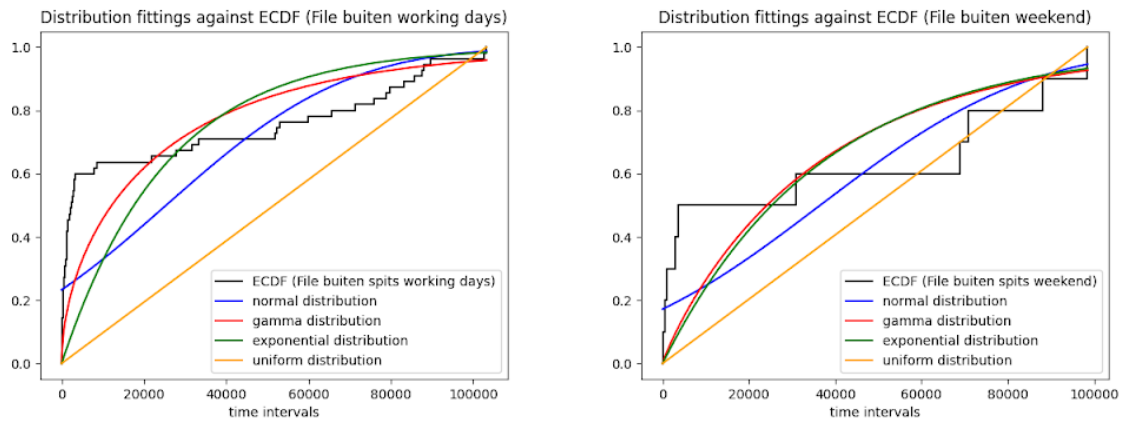 Distribution fittings against ECDF (File buiten working days)
1.0
0.8
0.6
0.4
0.2
0.0
ECDF (File buiten spits working days)
normal distribution
gamma distribution
exponential distribution
uniform distribution
0 20000 40000 60000 80000 100000
time intervals
Distribution fittings against ECDF (File buiten weekend)
1.0
0.8
0.6
0.4
0.2
0.0
ECDF (File buiten spits weekend)
normal distribution
gamma distribution
exponential distribution
uniform distribution
0 20000 40000 60000 80000 100000
time intervals